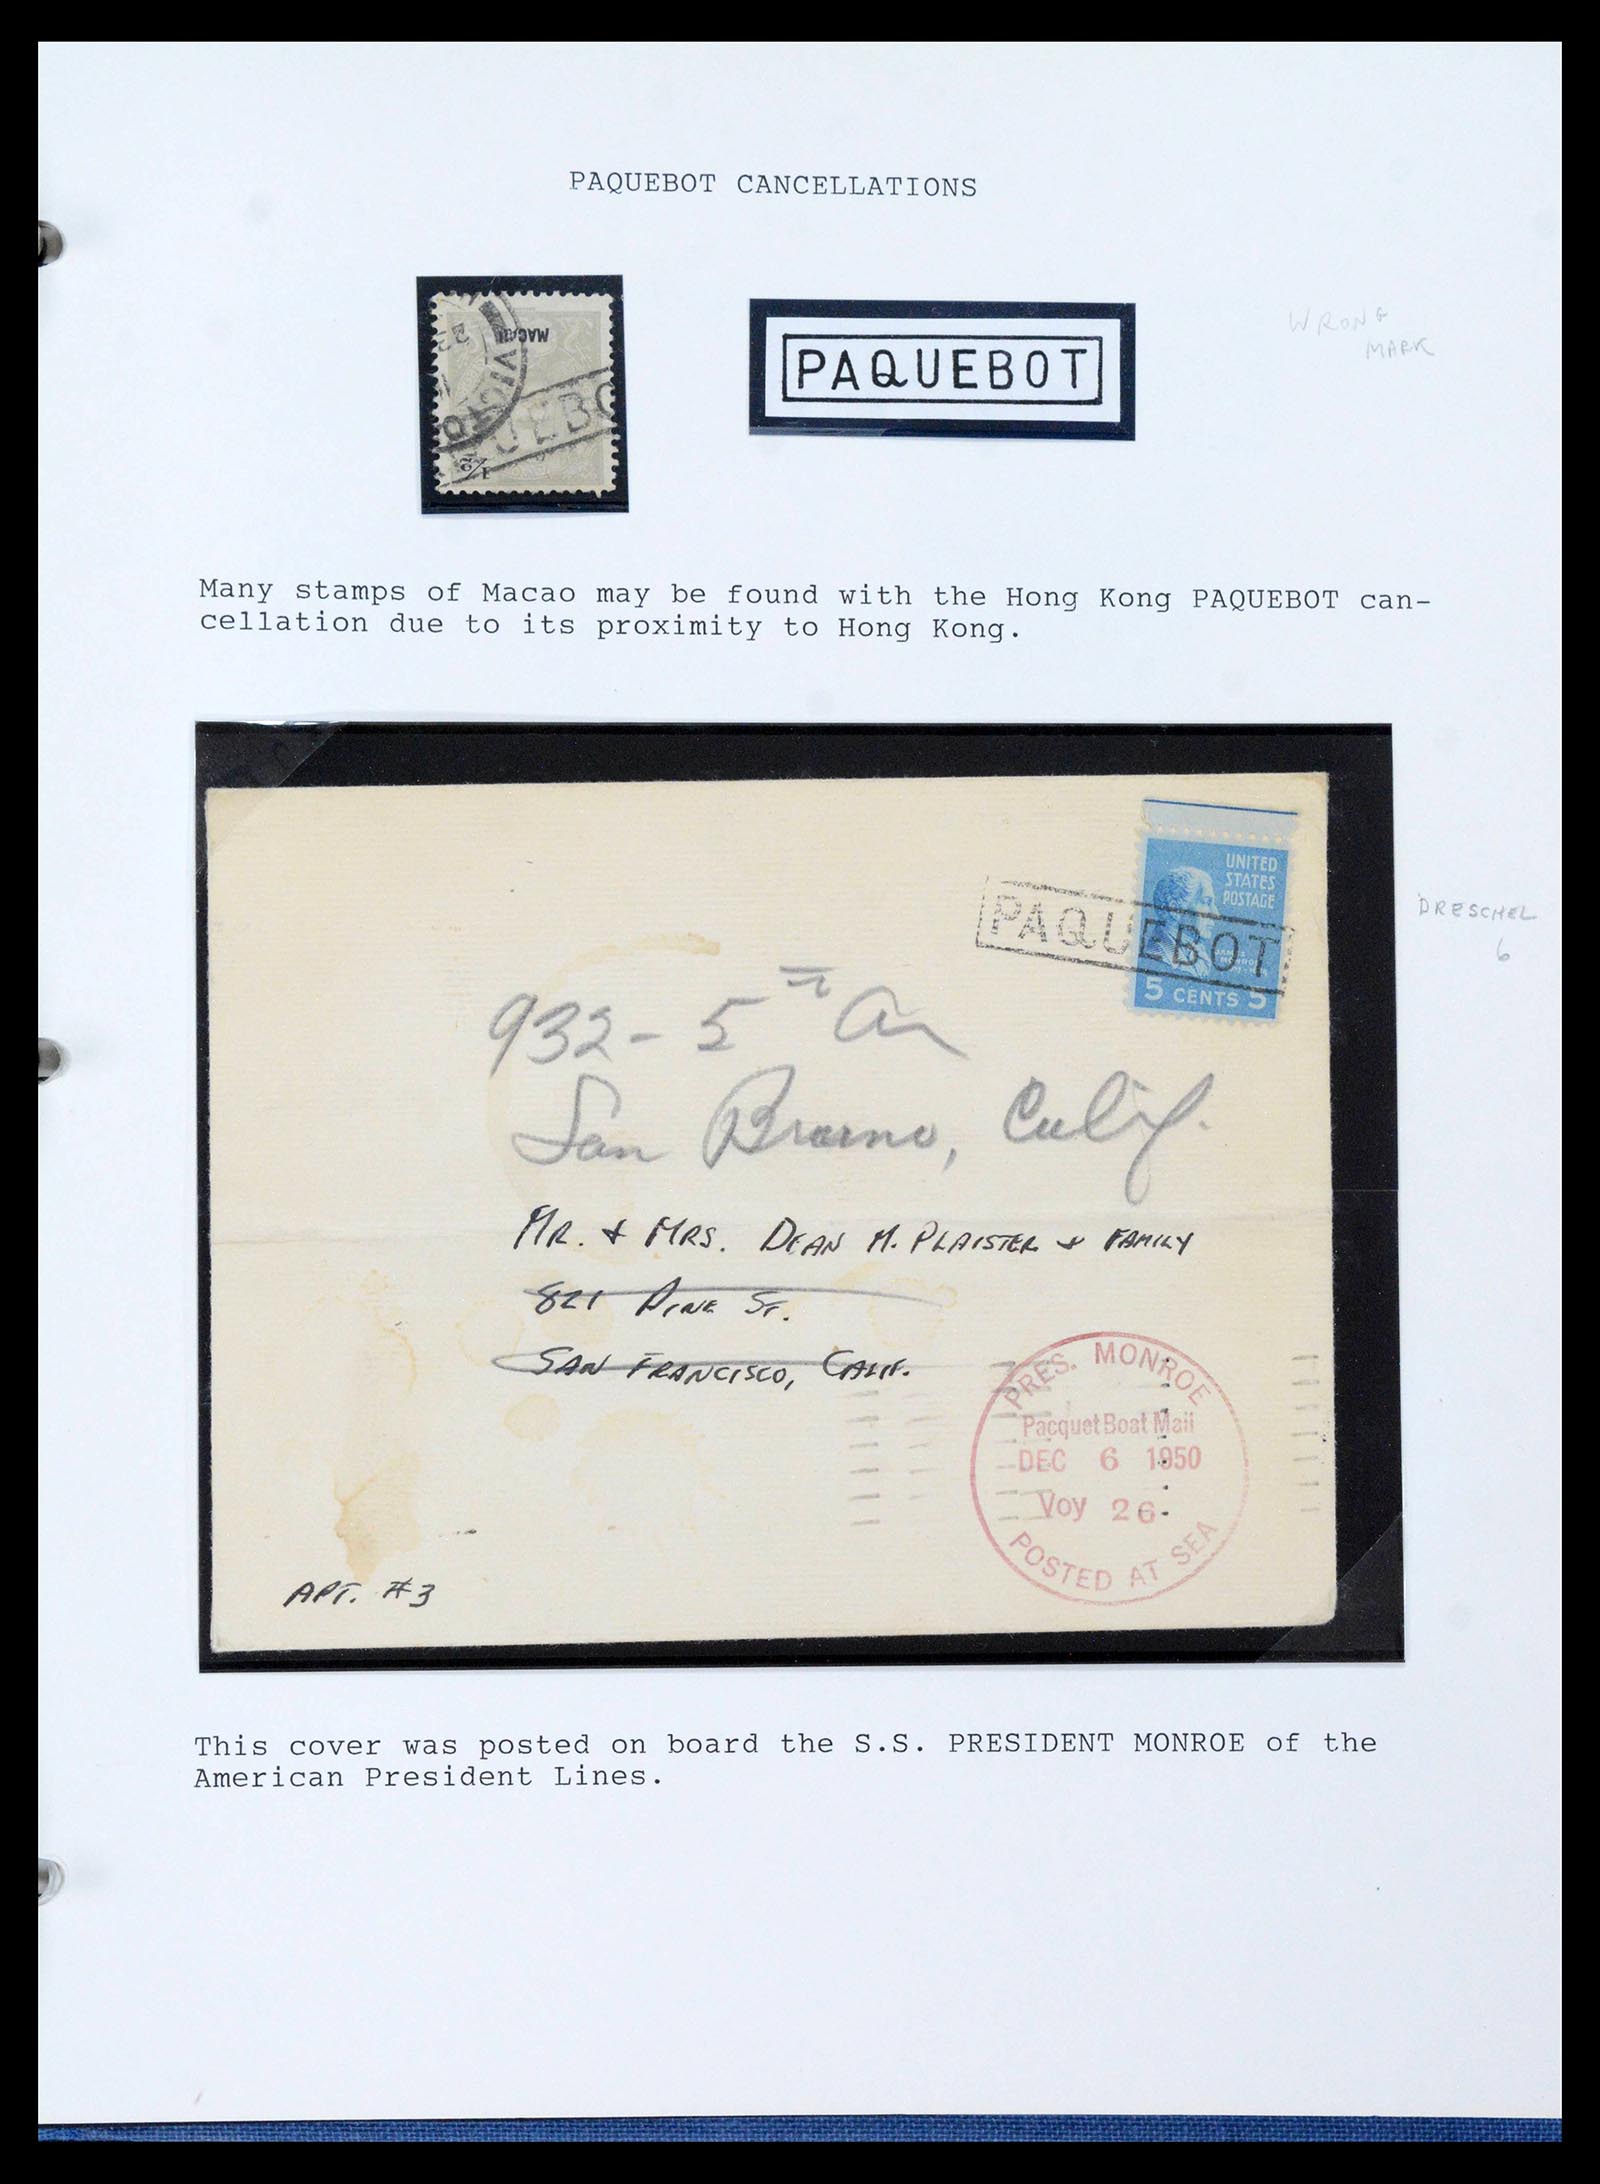 PAQUEBOT CANCELLATIONS
MACAU
VICTO
UEBO
PAQUEBOT
WRONG
MARK
Many stamps of Macao may be found with the Hong Kong PAQUEBOT can-
cellation due to its proximity to Hong Kong.
UNITED
STATES
POSTAGE
JAMES
MONROE
5 CENTS 5
PAQUEBOT
DRESCHEL
6
932 - 5th Av
San Bruno, Calif.
MR. + MRS. DEAN M. PLAISTER + FAMILY
821 PINE ST.
SAN FRANCISCO, CALIF.
PRES. MONROE
Pacquet Boat Mail
DEC 6 1950
Voy 26
POSTED AT SEA
APT. #3
This cover was posted on board the S.S. PRESIDENT MONROE of the
American President Lines.